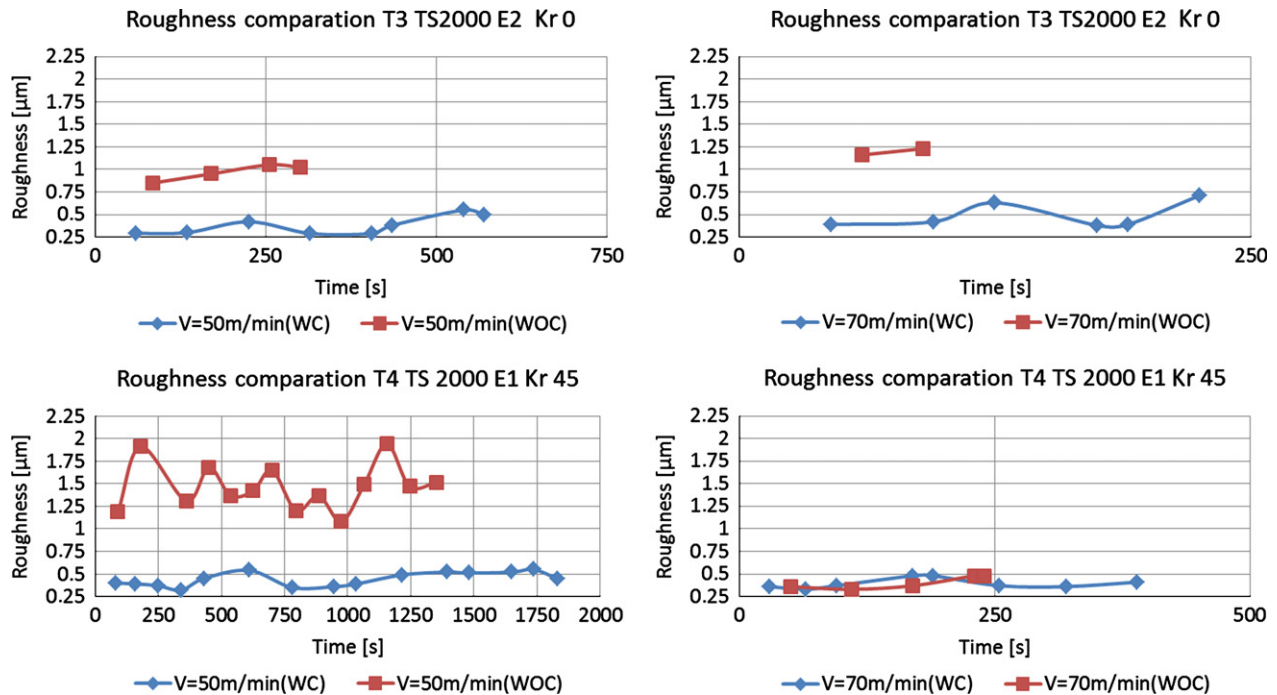 Roughness comparation T3 TS2000 E2 Kr 0
Roughness [µm]
2.25
2
1.75
1.5
1.25
1
0.75
0.5
0.25
0 250 500 750
Time [s]
V=50m/min(WC) V=50m/min(WOC)
Roughness comparation T3 TS2000 E2 Kr 0
Roughness [µm]
2.25
2
1.75
1.5
1.25
1
0.75
0.5
0.25
0 250
Time [s]
V=70m/min(WC) V=70m/min(WOC)
Roughness comparation T4 TS 2000 E1 Kr 45
Roughness [µm]
2.25
2
1.75
1.5
1.25
1
0.75
0.5
0.25
0 250 500 750 1000 1250 1500 1750 2000
Time [s]
V=50m/min(WC) V=50m/min(WOC)
Roughness comparation T4 TS 2000 E1 Kr 45
Roughness [µm]
2.25
2
1.75
1.5
1.25
1
0.75
0.5
0.25
0 250 500
Time [s]
V=70m/min(WC) V=70m/min(WOC)